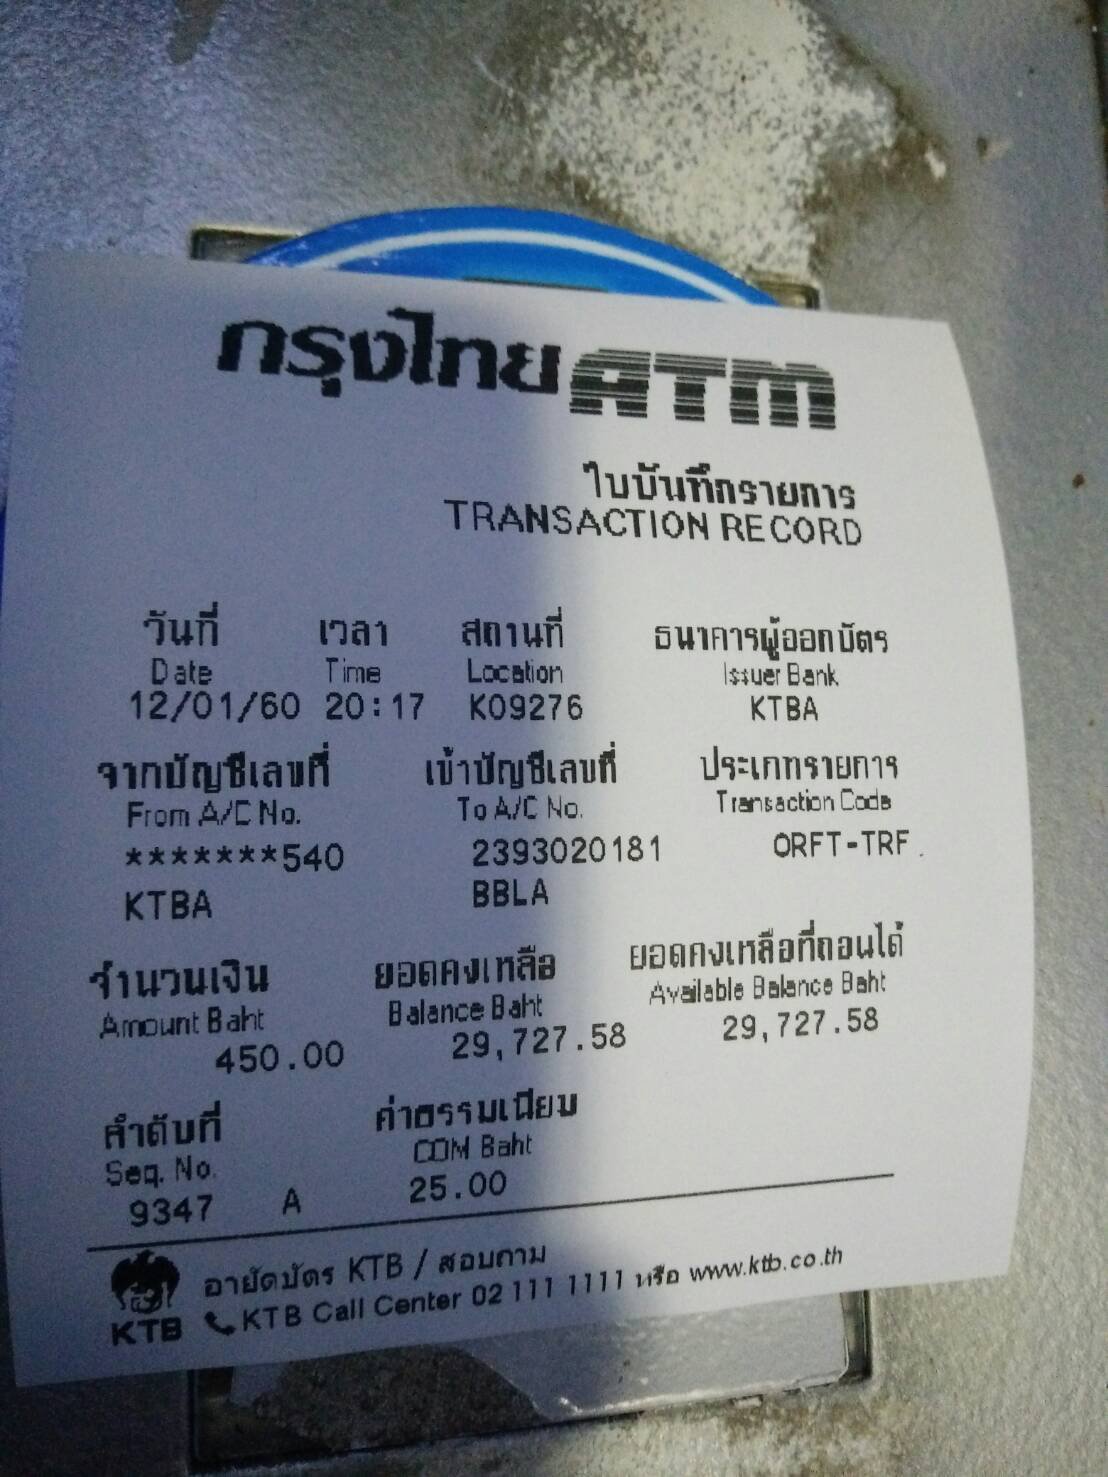 กรุงไทย ATM
ใบบันทึกรายการ
TRANSACTION RECORD
วันที่ เวลา สถานที่ ธนาคารผู้ออกบัตร
Date Time Location Issuer Bank
12/01/60 20:17 K09276 KTBA
จากบัญชีเลขที่ เข้าบัญชีเลขที่ ประเภทรายการ
From A/C No. To A/C No. Transaction Code
*******540 2393020181 ORFT-TRF
KTBA BBLA
จำนวนเงิน ยอดคงเหลือ ยอดคงเหลือที่ถอนได้
Amount Baht Balance Baht Available Balance Baht
450.00 29,727.58 29,727.58
ลำดับที่ ค่าธรรมเนียม
Seq. No. COM Baht
9347 A 25.00
อายัดบัตร KTB / สอบถาม
KTB KTB Call Center 02 111 1111 หรือ www.ktb.co.th